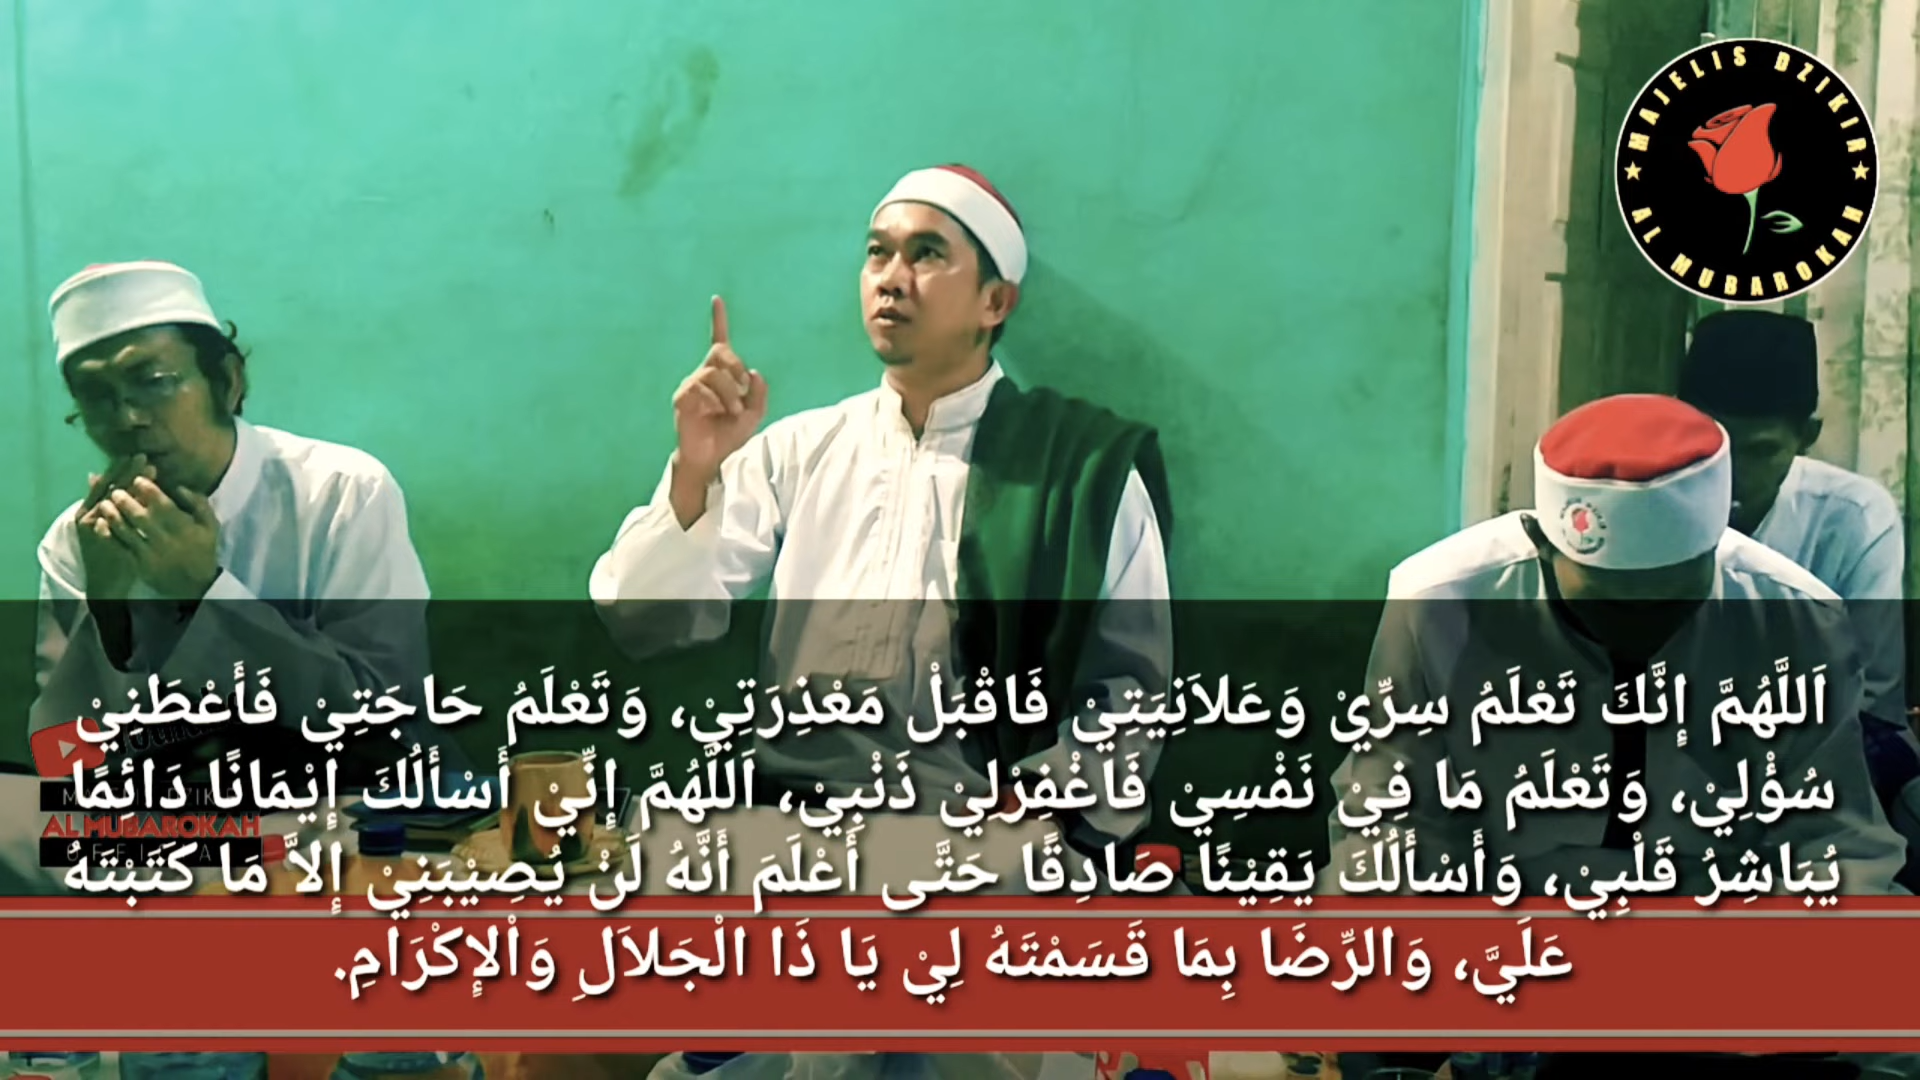 MAJELIS DZIKIR
AL MUBAROKAH
اَللَّهُمَّ إِنَّكَ تَعْلَمُ سِرِّيْ وَعَلاَنِيَتِيْ فَاقْبَلْ مَعْذِرَتِيْ، وَتَعْلَمُ حَاجَتِيْ فَأَعْطَنِيْ
سُؤْلِيْ، وَتَعْلَمُ مَا فِيْ نَفْسِيْ فَاغْفِرْلِيْ ذَنْبِيْ، اَللَّهُمَّ إِنِّيْ أَسْأَلُكَ إِيْمَانًا دَائِمًا
يُبَاشِرُ قَلْبِيْ، وَأَسْأَلُكَ يَقِيْنًا صَادِقًا حَتَّى أَعْلَمَ أَنَّهُ لَنْ يُصِيْبَنِيْ إِلاَّ مَا كَتَبْتَهُ
عَلَيَّ، وَالرِّضَا بِمَا قَسَمْتَهُ لِيْ يَا ذَا الْجَلاَلِ وَاْلإِكْرَامِ.
AL MUBAROKAH